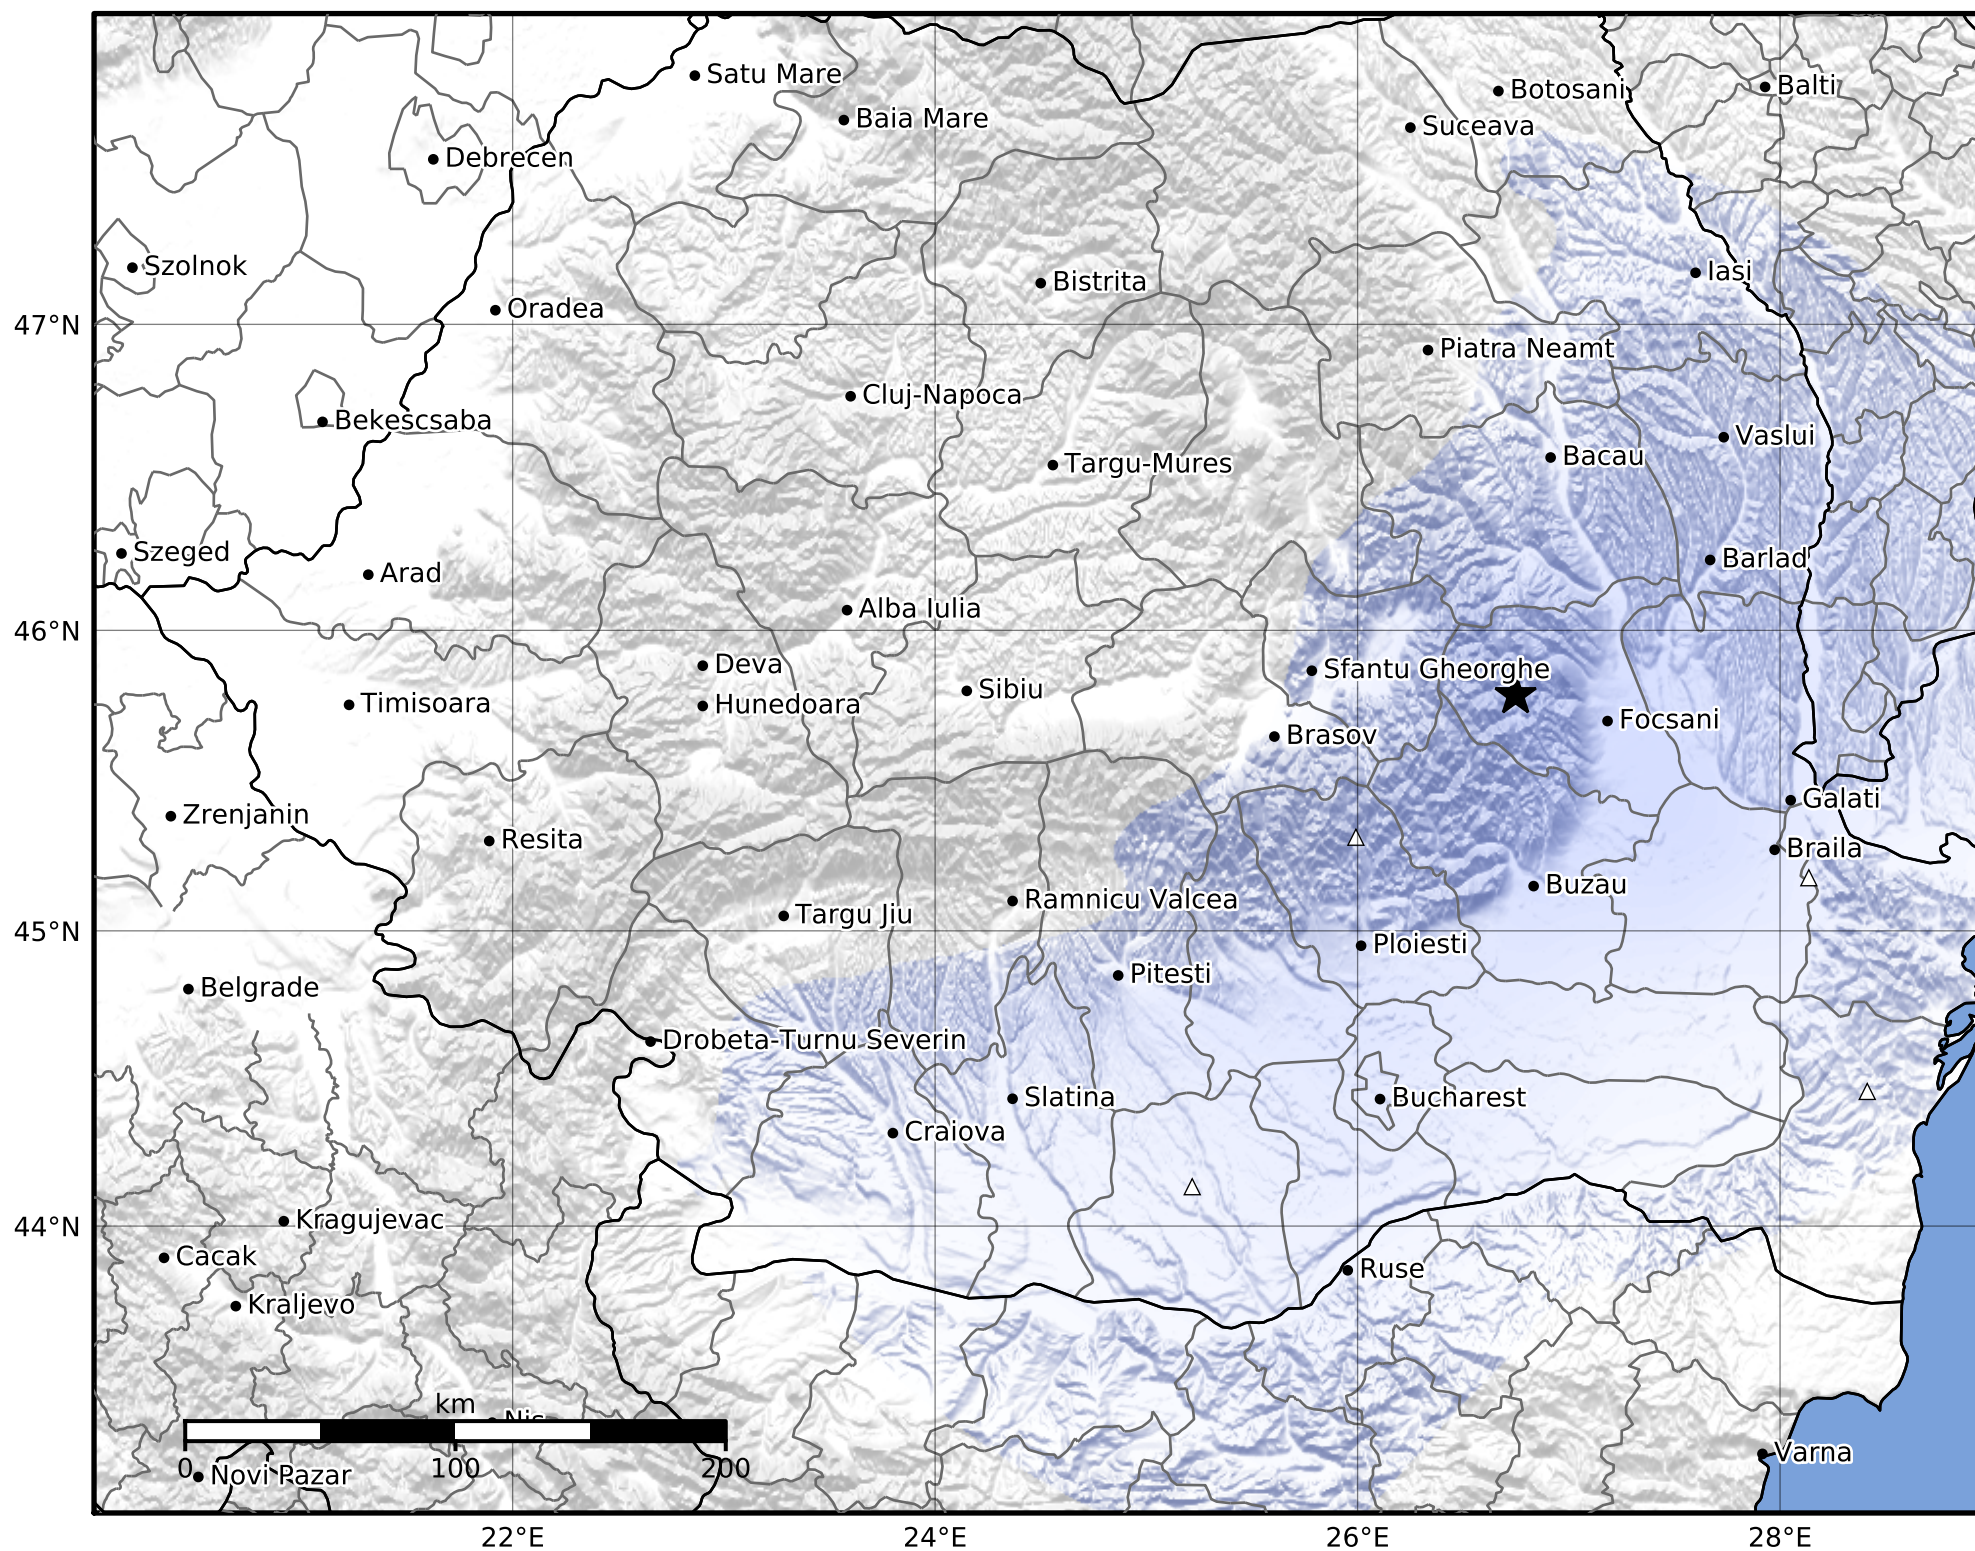 Satu Mare
Botosani
Balti
Baia Mare
Suceava
Debrecen
Szolnok
Iasi
Bistrita
Oradea
47°N
Piatra Neamt
Cluj-Napoca
Bekescsaba
Vaslui
Bacau
Targu-Mures
Szeged
Barlad
Arad
Alba Iulia
46°N
Deva
Sfantu Gheorghe
Sibiu
Timisoara
Hunedoara
Focsani
Brasov
Galati
Zrenjanin
Resita
Braila
Buzau
Ramnicu Valcea
Targu Jiu
45°N
Ploiesti
Pitesti
Belgrade
Drobeta-Turnu Severin
Slatina
Bucharest
Craiova
Kragujevac
44°N
Cacak
Ruse
Kraljevo
km
Nis
0
100
200
Novi Pazar
Varna
22°E
24°E
26°E
28°E